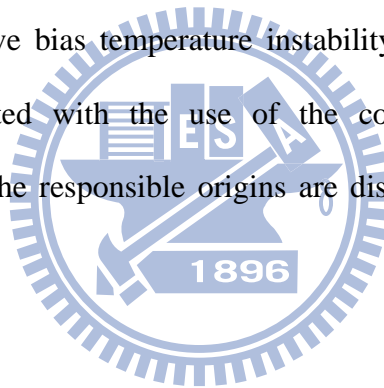 ve bias temperature instability
ted with the use of the co
E S A
he responsible origins are dis
1896